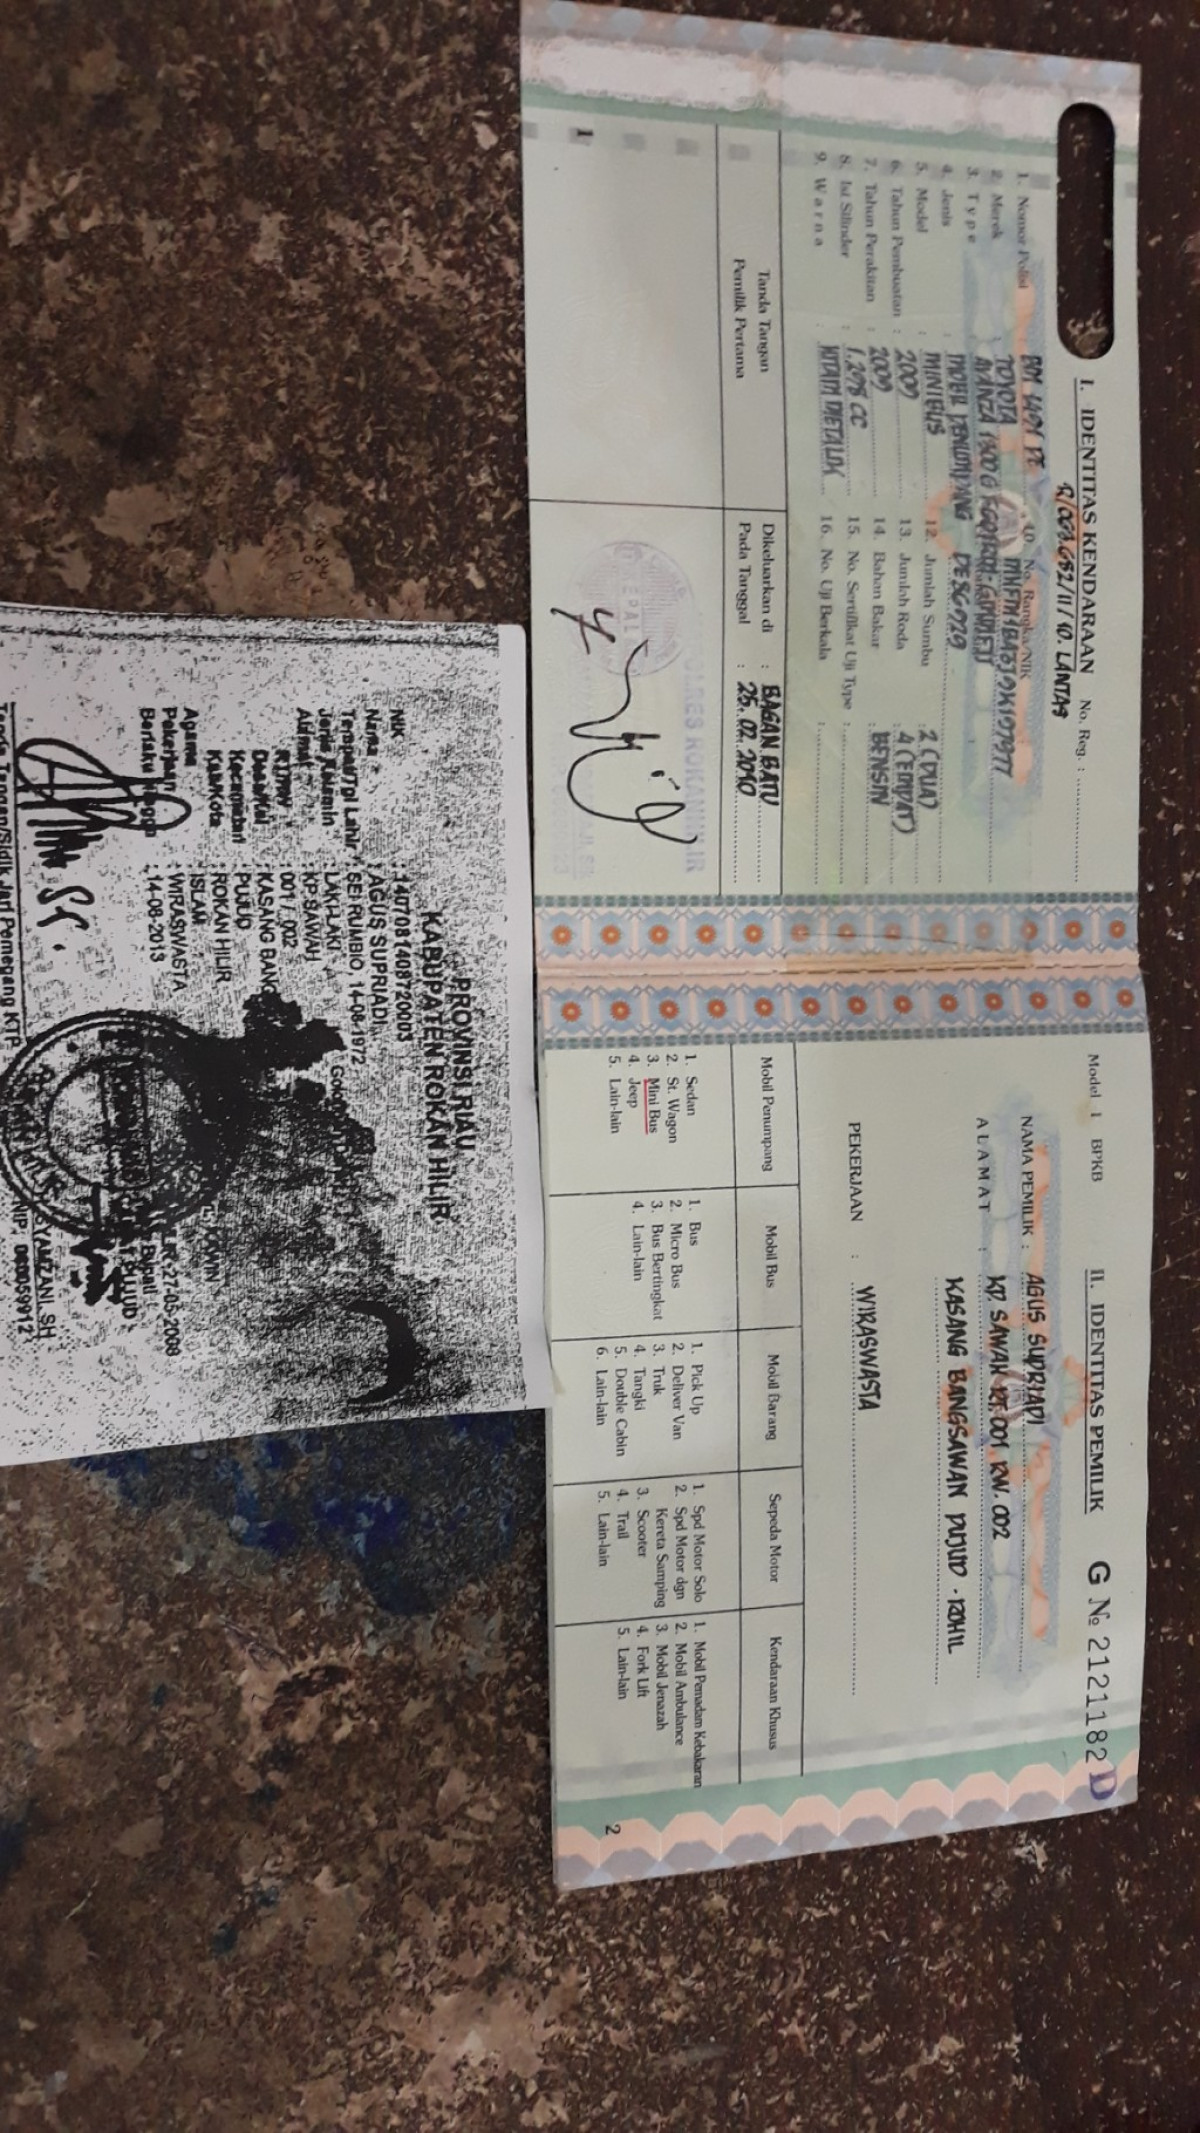 I. IDENTITAS KENDARAAN No. Reg. :
R/003.682/11/10. LANTAS
1. Nomor Polisi
2. Merek : TOYOTA
3. Type : AVANZA 1300 G
4. Jenis : MOBIL PENUMPANG
5. Model : MINIBUS
6. Tahun Pembuatan : 2009
7. Tahun Perakitan : 2009
8. Isi Silinder : 1.298 CC
9. Warna : HITAM METALIK
10. No. Rangka/NIK
12. Jumlah Sumbu : 2 (DUA)
13. Jumlah Roda : 4 (EMPAT)
14. Bahan Bakar : BENSIN
15. No. Sertifikat Uji Type :
16. No. Uji Berkala :
Tanda Tangan
Pemilik Pertama
Dikeluarkan di : BAGAN BATU
Pada Tanggal : 25.02.2010
1
Model 1 BPKB
II. IDENTITAS PEMILIK
G № 2121182 D
NAMA PEMILIK : AGUS SUPRIADI
ALAMAT : KP. SAWAH RT.001 RW.002
KASANG BANGSAWAN PUJUD - ROHIL
PEKERJAAN : WIRASWASTA
Mobil Penumpang
1. Sedan
2. St. Wagon
3. Mini Bus
4. Jeep
5. Lain-lain
Mobil Bus
1. Bus
2. Micro Bus
3. Bus Bertingkat
4. Lain-lain
Mobil Barang
1. Pick Up
2. Deliver Van
3. Truk
4. Tangki
5. Double Cabin
6. Lain-lain
Sepeda Motor
1. Spd Motor Solo
2. Spd Motor dgn
Kereta Samping
3. Scooter
4. Trail
5. Lain-lain
Kendaraan Khusus
1. Mobil Pemadam Kebakaran
2. Mobil Ambulance
3. Mobil Jenazah
4. Fork Lift
5. Lain-lain
2
PROVINSI RIAU
KABUPATEN ROKAN HILIR
NIK : 1407081408720003
Nama : AGUS SUPRIADI
Tempat/Tgl Lahir : SEI RUMBIO, 14-08-1972
Jenis Kelamin : LAKI-LAKI
Alamat : KP SAWAH
RT/RW : 001 / 002
Desa/Kel : KASANG BANG
Kecamatan : PUJUD
Kab/Kota : ROKAN HILIR
Agama : ISLAM
Pekerjaan : WIRASWASTA
Berlaku Hingga : 14-08-2013
KAWIN
27-05-2008
Bupati
PUJUD
SYAMZANI, SH
NIP. 060059912
Tanda Tangan/Sidik Jari Pemegang KTP